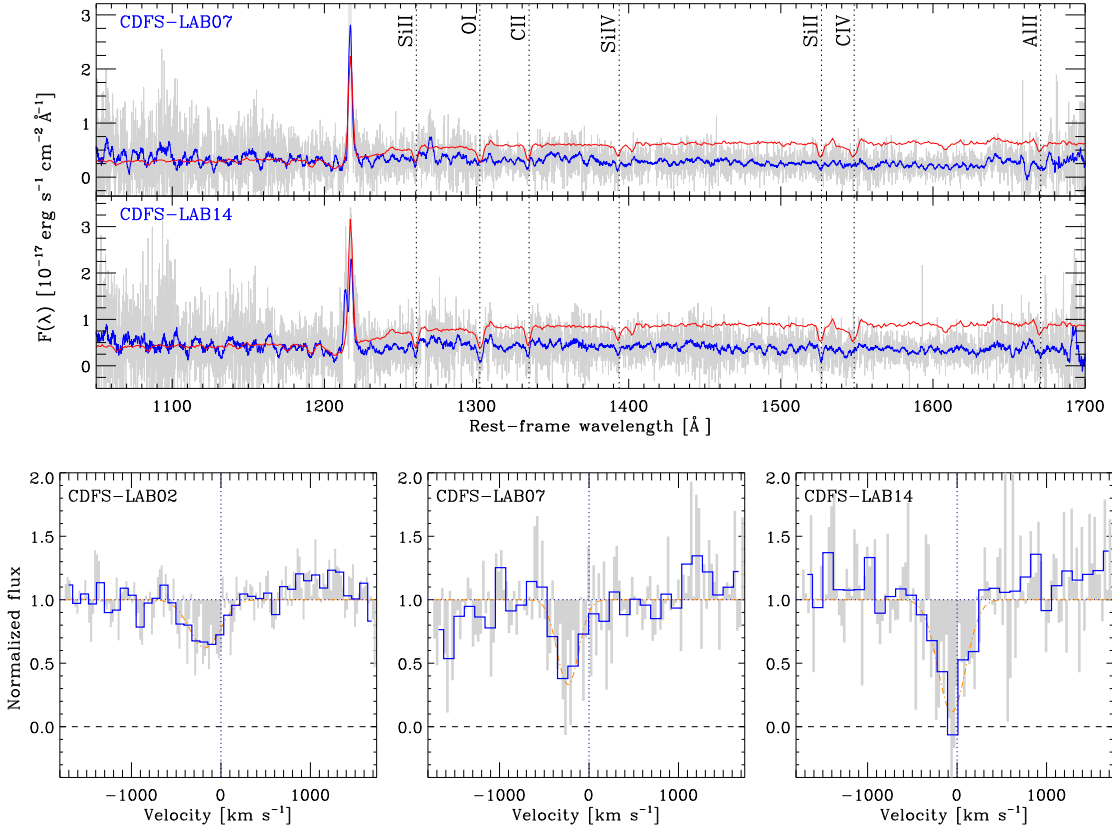 CDFS-LAB07
SiII
OI
CII
SiIV
SiII
CIV
AlII
3
2
1
0
CDFS-LAB14
3
2
1
0
F(λ) [10⁻¹⁷ erg s⁻¹ cm⁻² Å⁻¹]
1100 1200 1300 1400 1500 1600 1700
Rest-frame wavelength [Å]
CDFS-LAB02
CDFS-LAB07
CDFS-LAB14
2.0
1.5
1.0
0.5
0.0
2.0
1.5
1.0
0.5
0.0
2.0
1.5
1.0
0.5
0.0
Normalized flux
−1000 0 1000
−1000 0 1000
−1000 0 1000
Velocity [km s⁻¹]
Velocity [km s⁻¹]
Velocity [km s⁻¹]